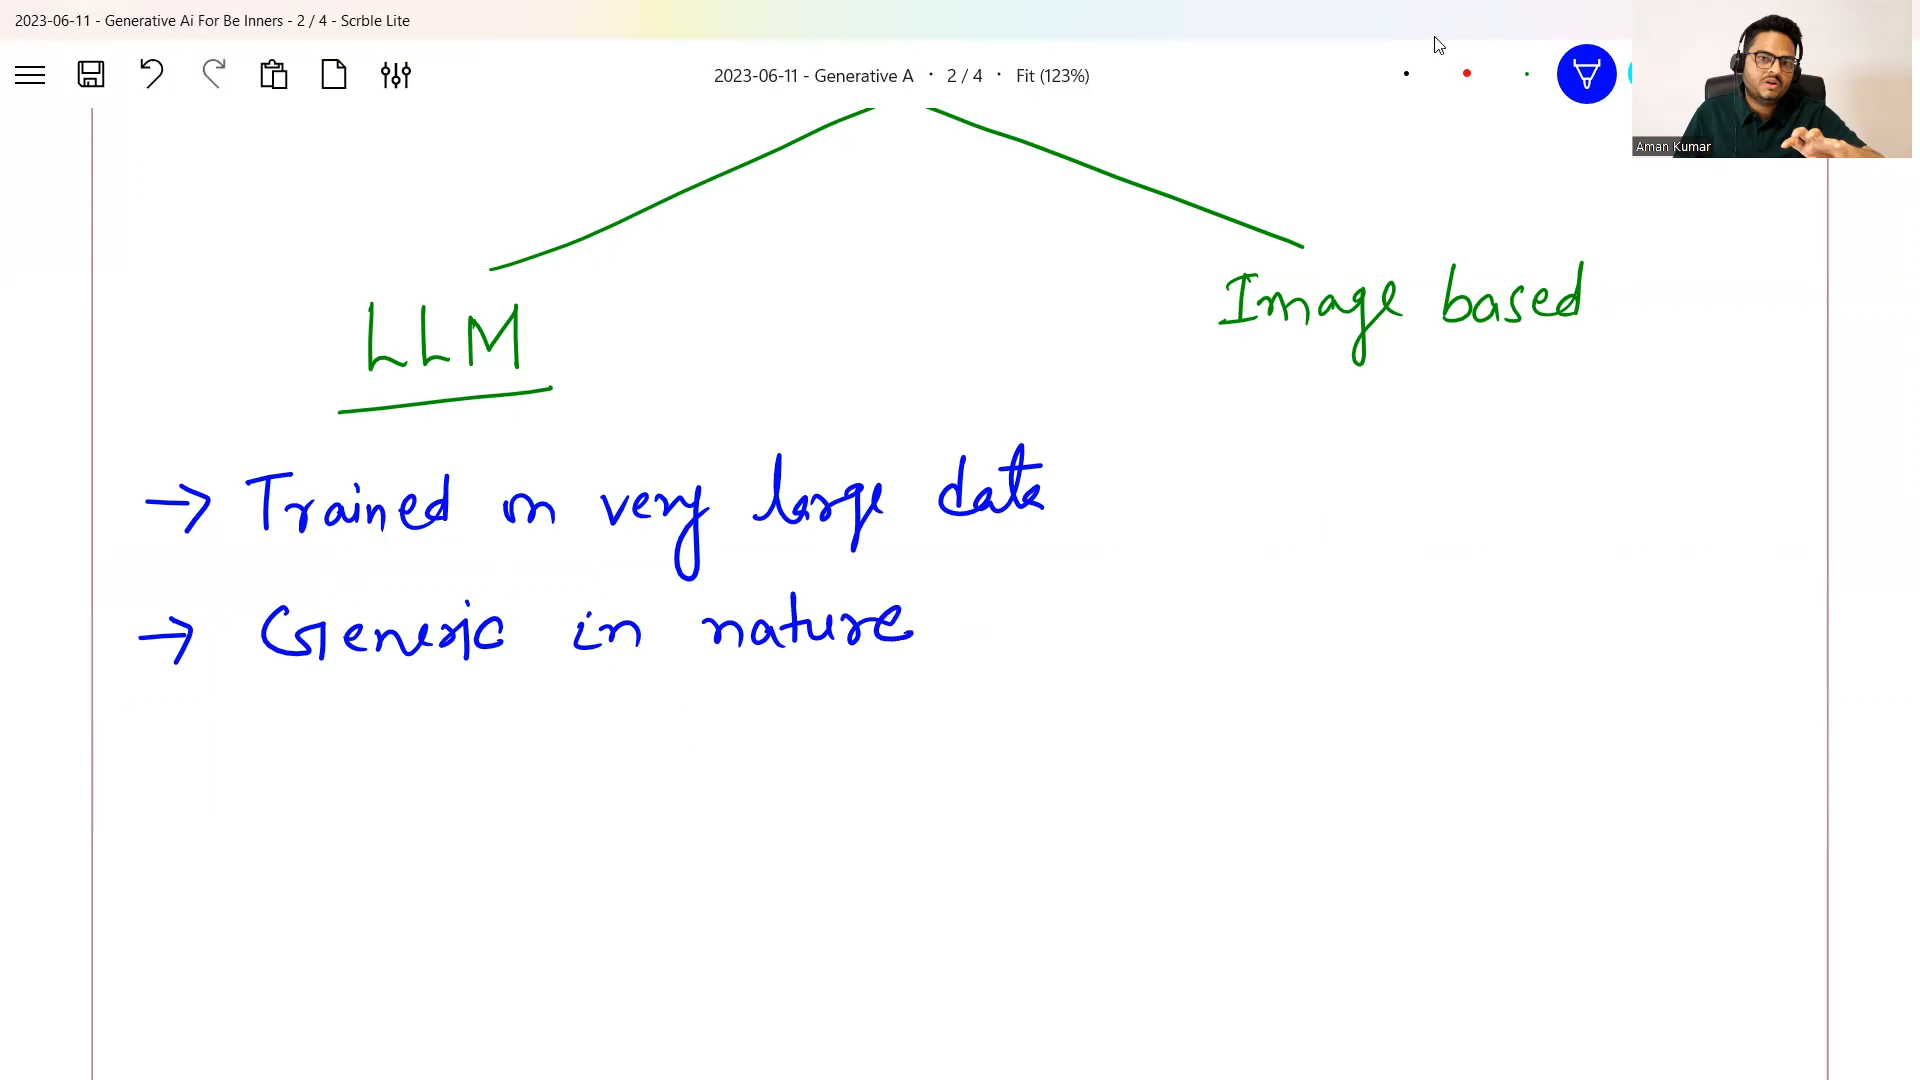 2023-06-11 - Generative Ai For Be Inners - 2 / 4 - Scrble Lite
2023-06-11 - Generative A · 2 / 4 · Fit (123%)
Aman Kumar
LLM
Image based
→ Trained on very large data
→ Generic in nature